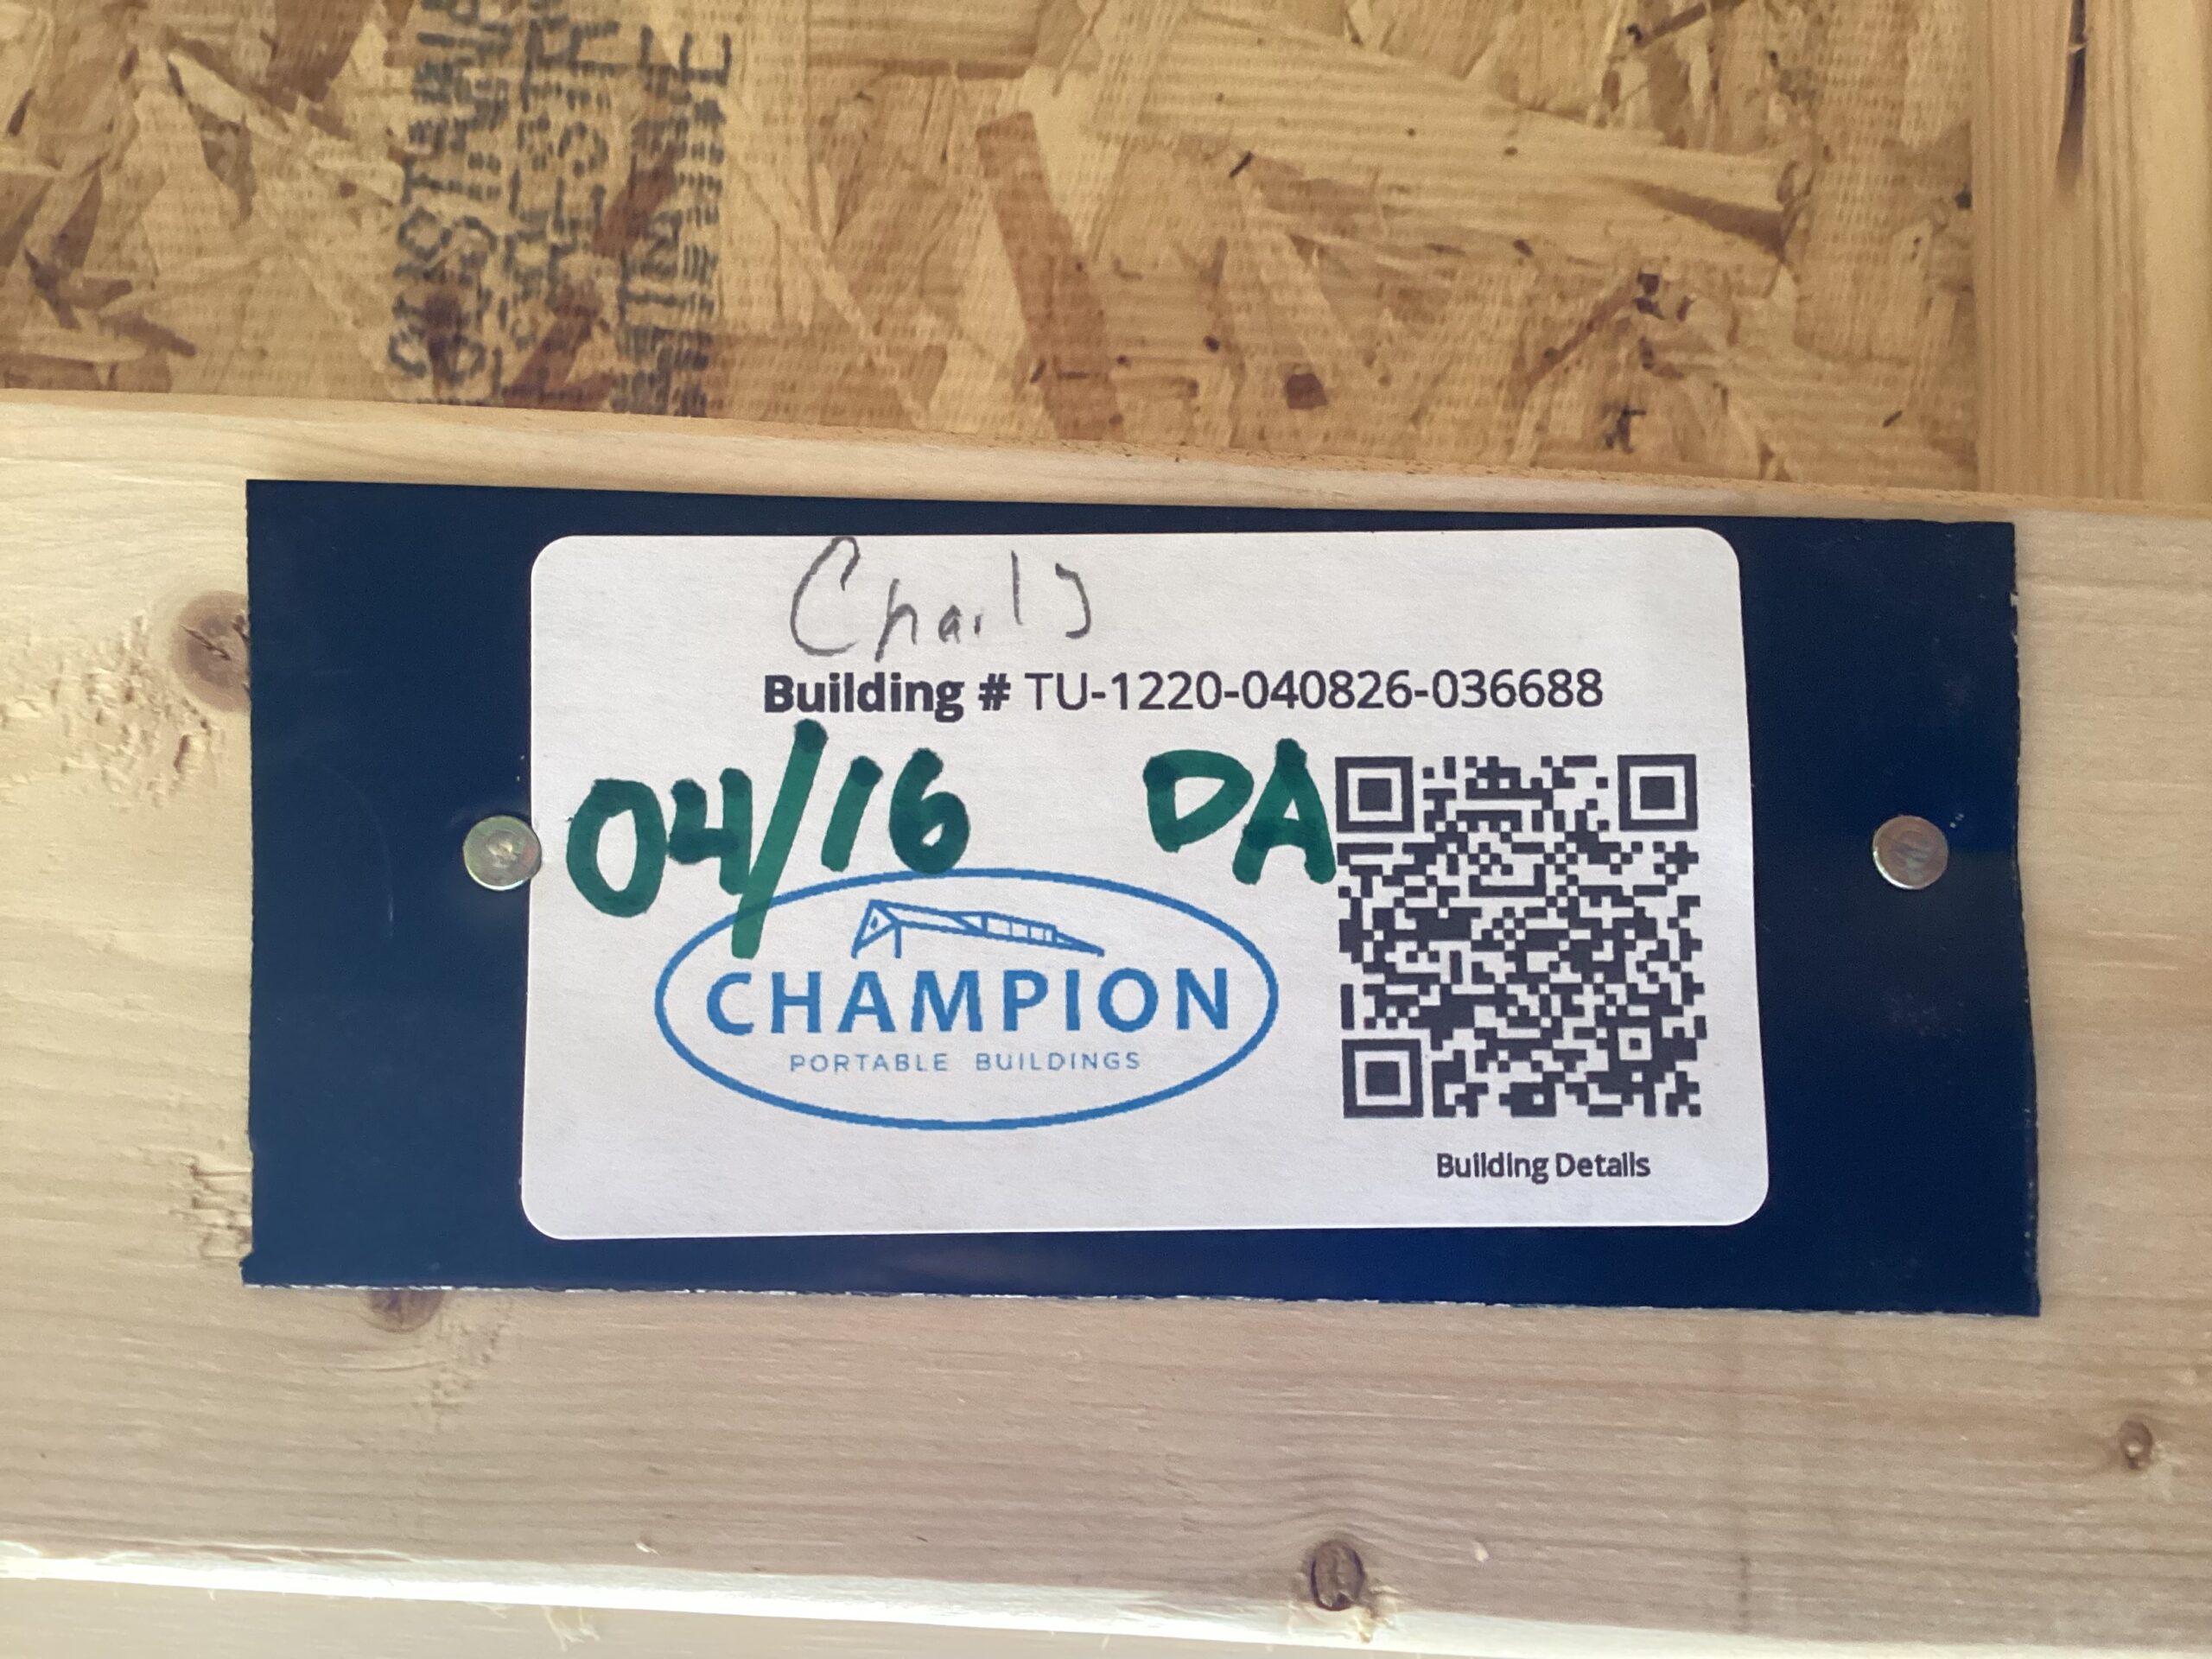 Charly
Building # TU-1220-040826-036688
04/16 DA
CHAMPION
PORTABLE BUILDINGS
Building Details